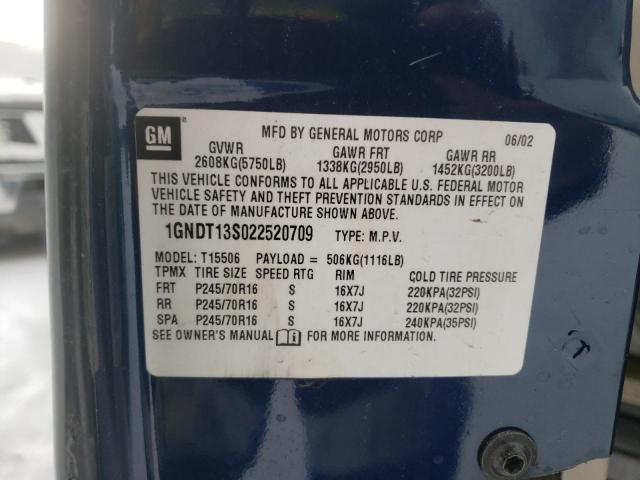 GM MFD BY GENERAL MOTORS CORP 06/02
GVWR GAWR FRT GAWR RR
2608KG(5750LB) 1338KG(2950LB) 1452KG(3200LB)
THIS VEHICLE CONFORMS TO ALL APPLICABLE U.S. FEDERAL MOTOR
VEHICLE SAFETY AND THEFT PREVENTION STANDARDS IN EFFECT ON
THE DATE OF MANUFACTURE SHOWN ABOVE.
1GNDT13S022520709 TYPE: M.P.V.
MODEL: T15506 PAYLOAD = 506KG(1116LB)
TPMX TIRE SIZE SPEED RTG RIM COLD TIRE PRESSURE
FRT P245/70R16 S 16X7J 220KPA(32PSI)
RR P245/70R16 S 16X7J 220KPA(32PSI)
SPA P245/70R16 S 16X7J 240KPA(35PSI)
SEE OWNER'S MANUAL FOR MORE INFORMATION.